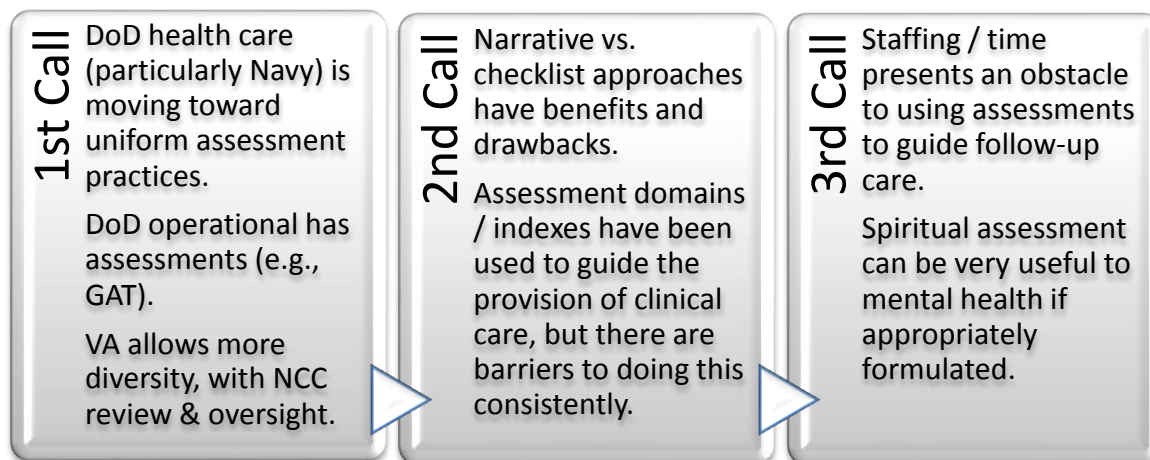 1st Call
DoD health care
(particularly Navy) is
moving toward
uniform assessment
practices.
DoD operational has
assessments (e.g.,
GAT).
VA allows more
diversity, with NCC
review & oversight.
2nd Call
Narrative vs.
checklist approaches
have benefits and
drawbacks.
Assessment domains
/ indexes have been
used to guide the
provision of clinical
care, but there are
barriers to doing this
consistently.
3rd Call
Staffing / time
presents an obstacle
to using assessments
to guide follow-up
care.
Spiritual assessment
can be very useful to
mental health if
appropriately
formulated.